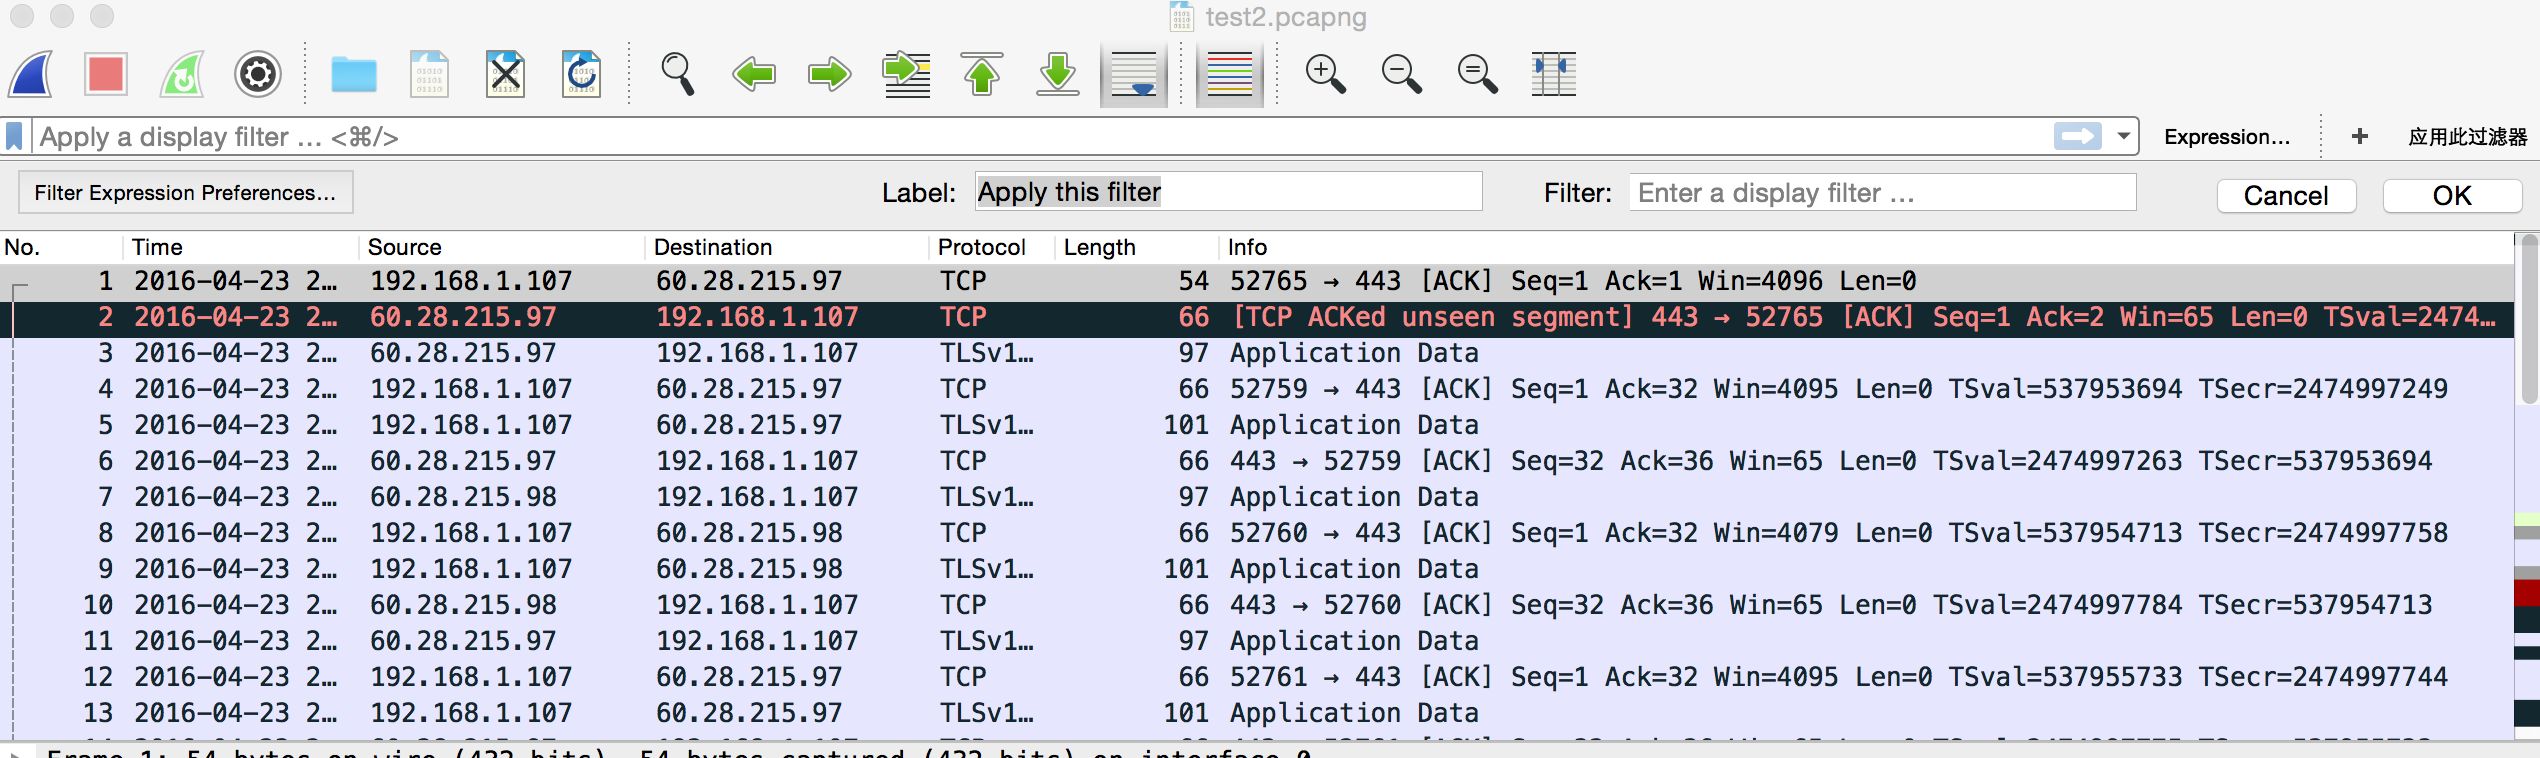 test2.pcapng
Apply a display filter … <⌘/>
Expression…
+
应用此过滤器
Filter Expression Preferences…
Label: Apply this filter
Filter: Enter a display filter …
Cancel
OK
No. Time Source Destination Protocol Length Info
1 2016-04-23 2… 192.168.1.107 60.28.215.97 TCP 54 52765 → 443 [ACK] Seq=1 Ack=1 Win=4096 Len=0
2 2016-04-23 2… 60.28.215.97 192.168.1.107 TCP 66 [TCP ACKed unseen segment] 443 → 52765 [ACK] Seq=1 Ack=2 Win=65 Len=0 TSval=2474…
3 2016-04-23 2… 60.28.215.97 192.168.1.107 TLSv1… 97 Application Data
4 2016-04-23 2… 192.168.1.107 60.28.215.97 TCP 66 52759 → 443 [ACK] Seq=1 Ack=32 Win=4095 Len=0 TSval=537953694 TSecr=2474997249
5 2016-04-23 2… 192.168.1.107 60.28.215.97 TLSv1… 101 Application Data
6 2016-04-23 2… 60.28.215.97 192.168.1.107 TCP 66 443 → 52759 [ACK] Seq=32 Ack=36 Win=65 Len=0 TSval=2474997263 TSecr=537953694
7 2016-04-23 2… 60.28.215.98 192.168.1.107 TLSv1… 97 Application Data
8 2016-04-23 2… 192.168.1.107 60.28.215.98 TCP 66 52760 → 443 [ACK] Seq=1 Ack=32 Win=4079 Len=0 TSval=537954713 TSecr=2474997758
9 2016-04-23 2… 192.168.1.107 60.28.215.98 TLSv1… 101 Application Data
10 2016-04-23 2… 60.28.215.98 192.168.1.107 TCP 66 443 → 52760 [ACK] Seq=32 Ack=36 Win=65 Len=0 TSval=2474997784 TSecr=537954713
11 2016-04-23 2… 60.28.215.97 192.168.1.107 TLSv1… 97 Application Data
12 2016-04-23 2… 192.168.1.107 60.28.215.97 TCP 66 52761 → 443 [ACK] Seq=1 Ack=32 Win=4095 Len=0 TSval=537955733 TSecr=2474997744
13 2016-04-23 2… 192.168.1.107 60.28.215.97 TLSv1… 101 Application Data
Frame 1: 54 bytes on wire (432 bits), 54 bytes captured (432 bits) on interface 0